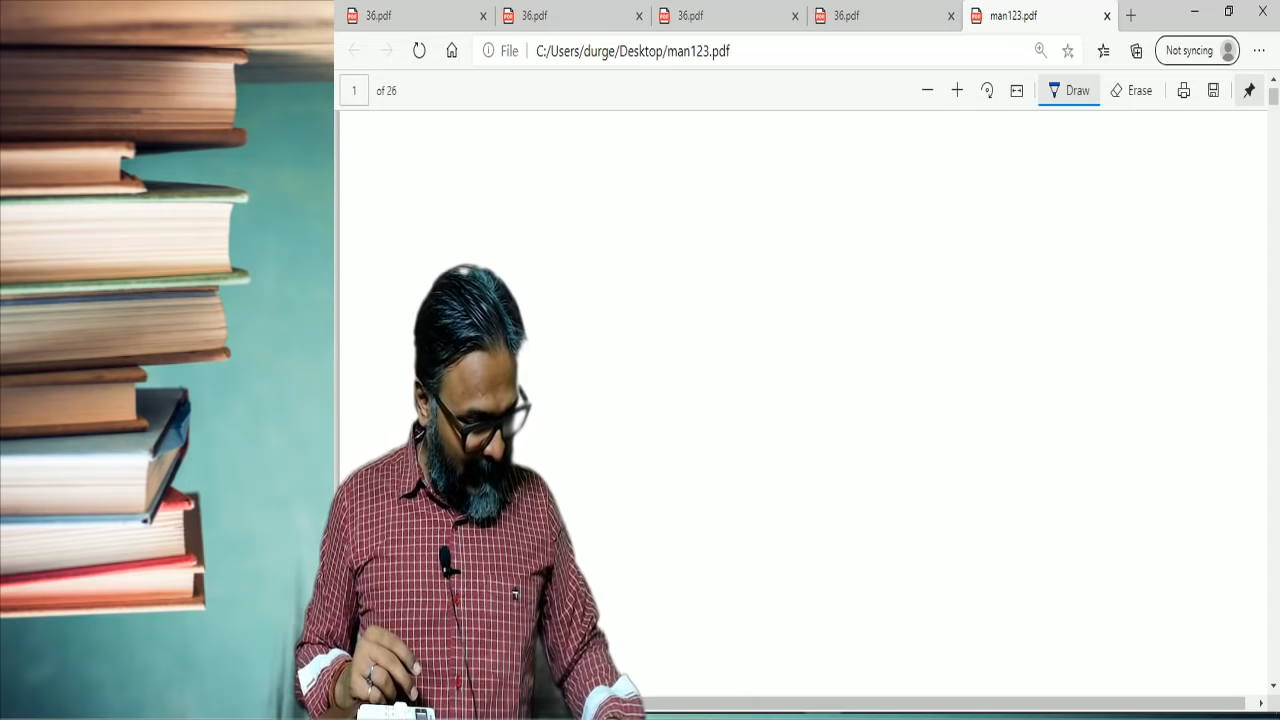 36.pdf
36.pdf
36.pdf
36.pdf
man123.pdf
File
C:/Users/durge/Desktop/man123.pdf
Not syncing
1
of 26
Draw
Erase